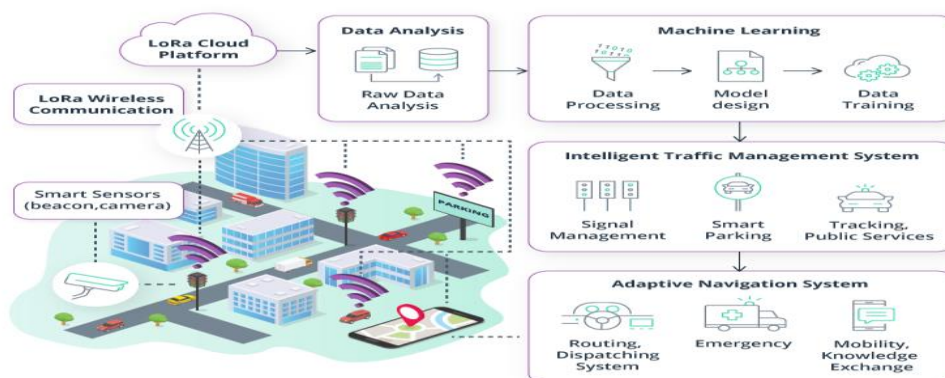 LoRa Cloud
Platform
Data Analysis
Raw Data
Analysis
Machine Learning
11010
0110
Data
Processing
Model
design
Data
Training
LoRa Wireless
Communication
Smart Sensors
(beacon,camera)
PARKING
Intelligent Traffic Management System
Signal
Management
Smart
Parking
Tracking,
Public Services
Adaptive Navigation System
Routing,
Dispatching
System
Emergency
Mobility,
Knowledge
Exchange